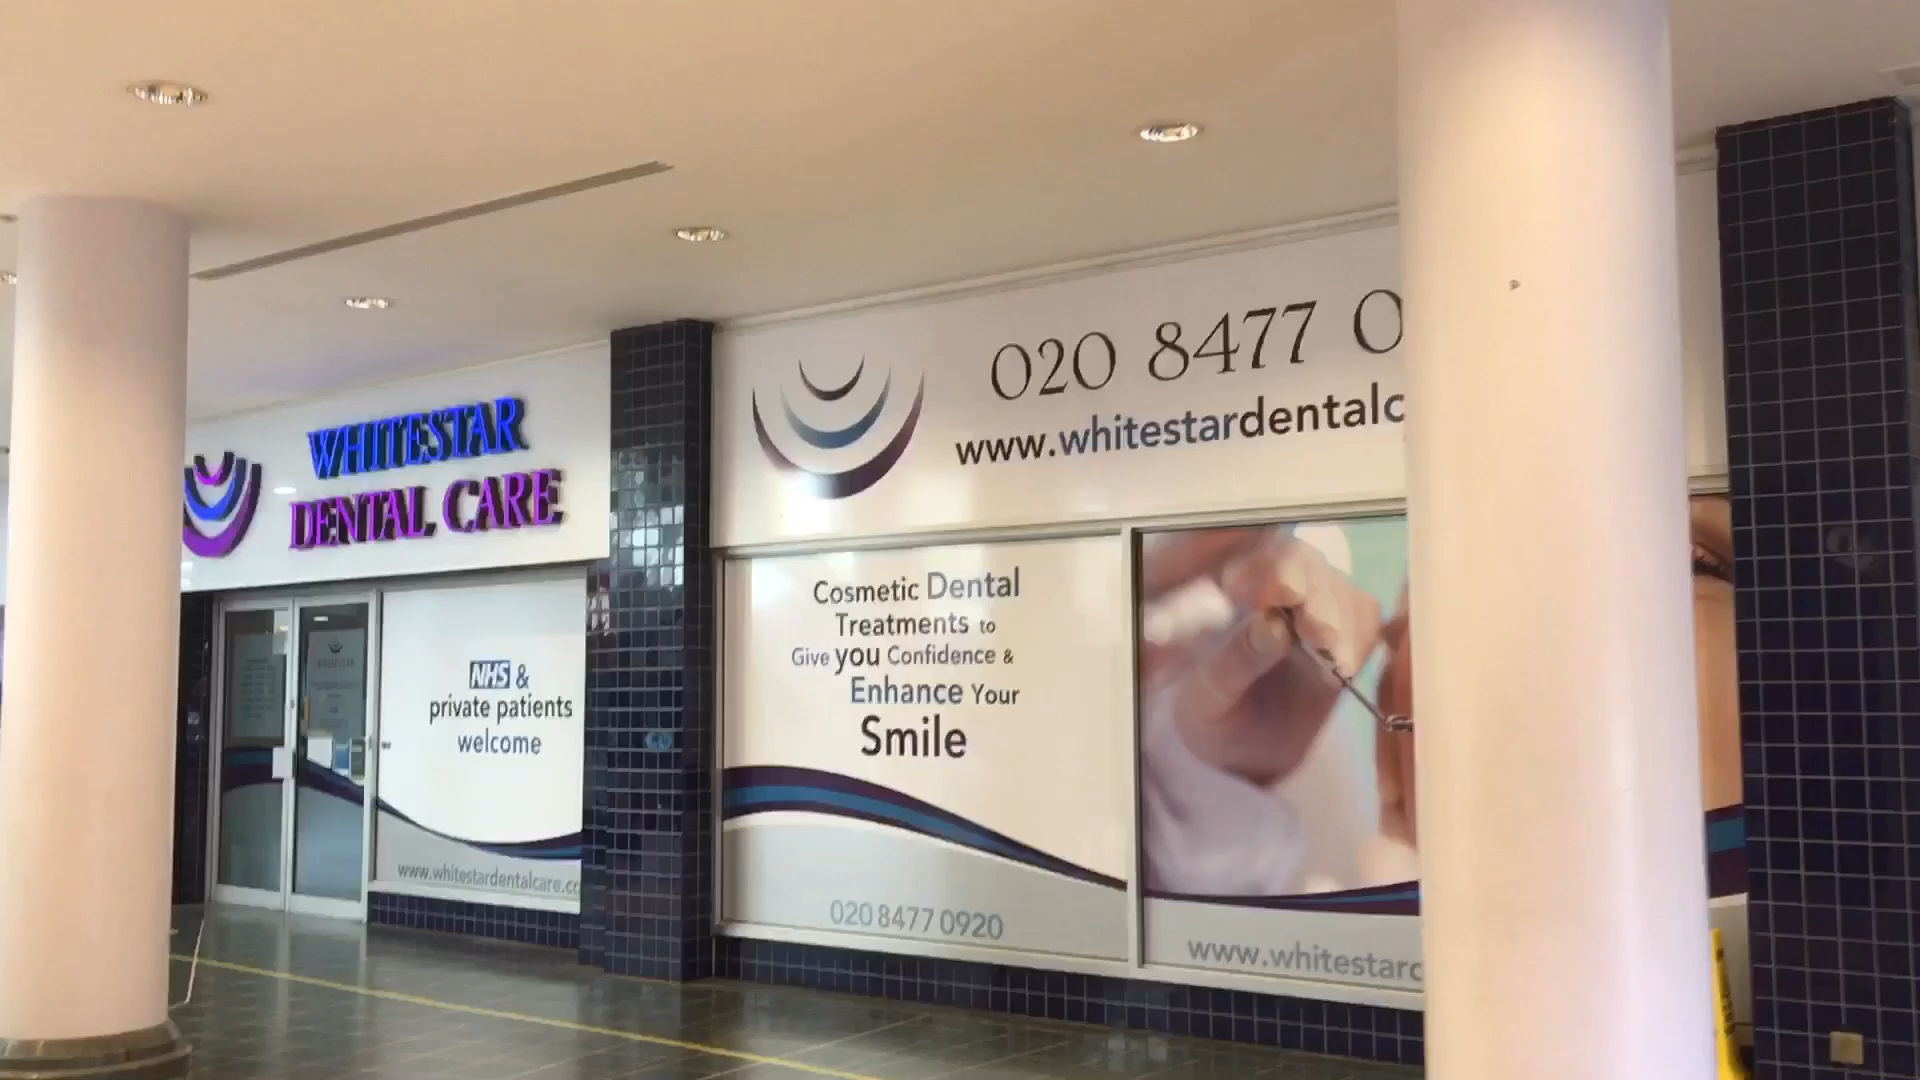 WHITESTAR
DENTAL CARE
NHS &
private patients
welcome
www.whitestardentalcare.co
020 8477 0
www.whitestardentalc
Cosmetic Dental
Treatments to
Give you Confidence &
Enhance Your
Smile
020 8477 0920
www.whitestarc